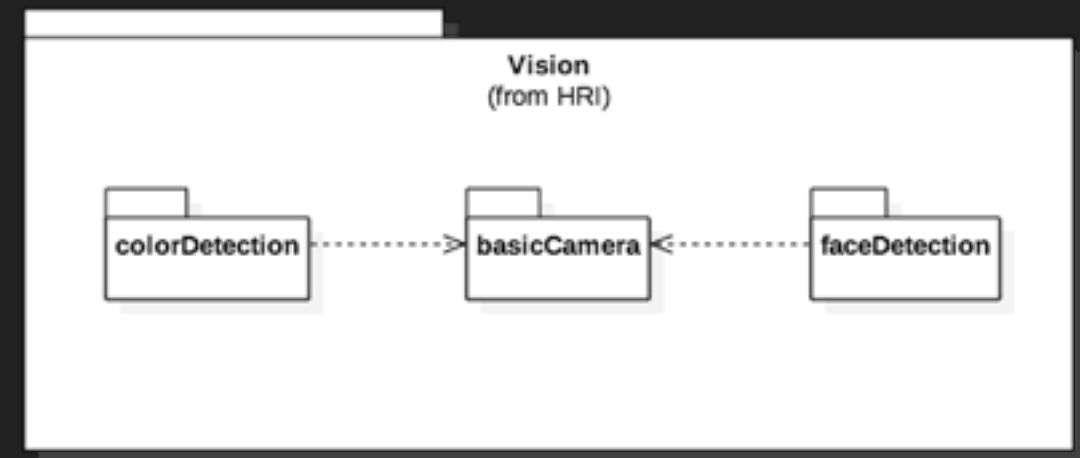 Vision
(from HRI)
colorDetection
basicCamera
faceDetection